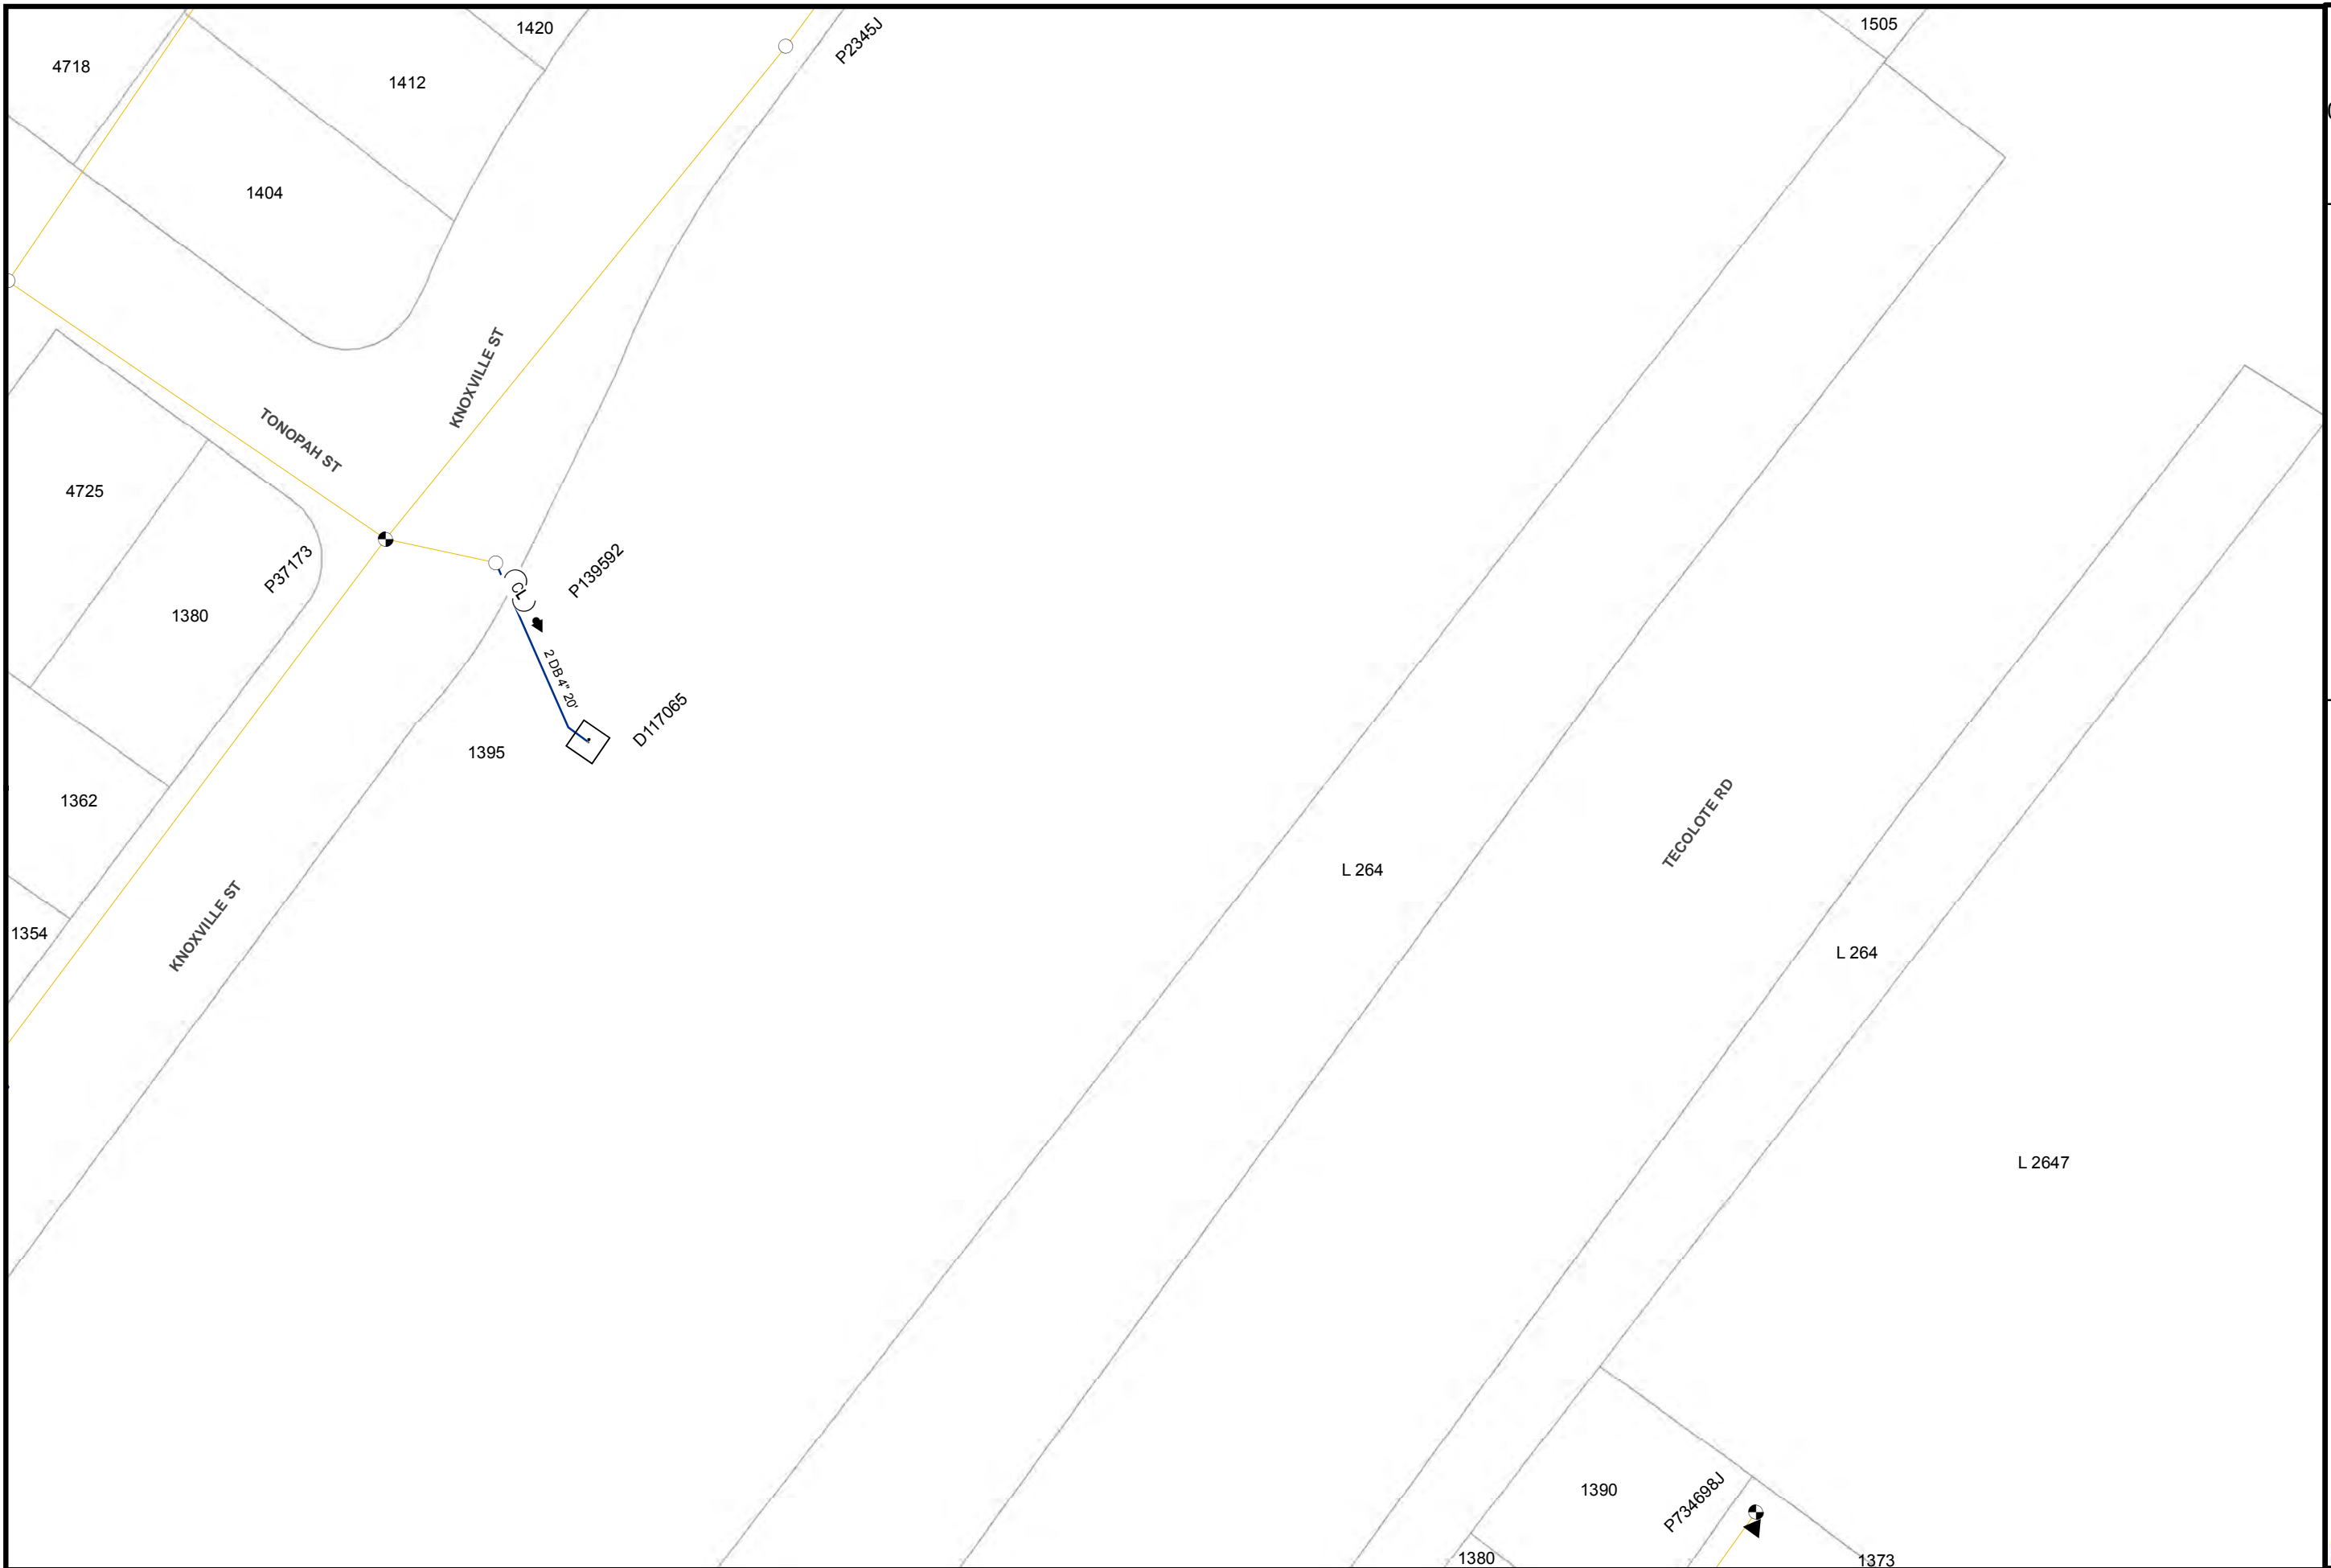 1420
P2345J
1505
4718
1412
1404
KNOXVILLE ST
TONOPAH ST
4725
P37173
P139592
CL
1380
2 DB 4" 20'
D117065
1395
1362
TECOLOTE RD
L 264
KNOXVILLE ST
1354
L 264
L 2647
1390
P734698J
1380
1373